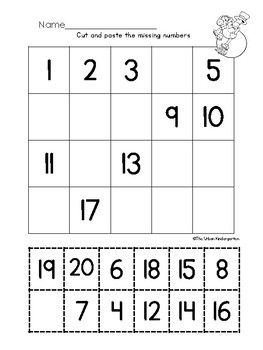 Name
Cut and paste the missing numbers
1 2 3 5
9 10
11 13
17
©The Urban Kindergarten
19 20 6 18 15 8
7 4 12 14 16